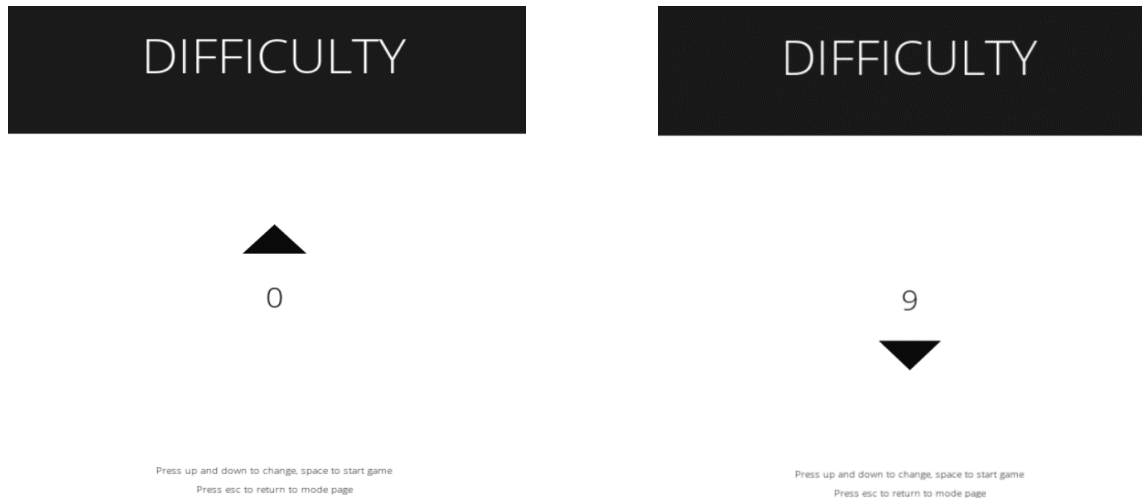 DIFFICULTY
0
Press up and down to change, space to start game
Press esc to return to mode page
DIFFICULTY
9
Press up and down to change, space to start game
Press esc to return to mode page